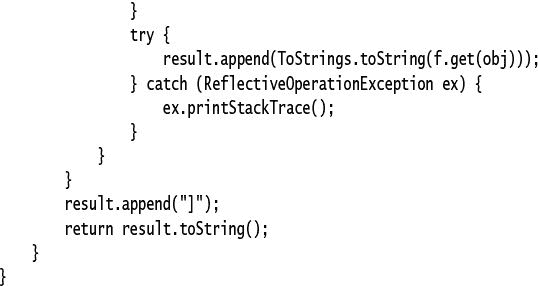 }
try {
result.append(ToStrings.toString(f.get(obj)));
} catch (ReflectiveOperationException ex) {
ex.printStackTrace();
}
}
}
result.append("]");
return result.toString();
}
}